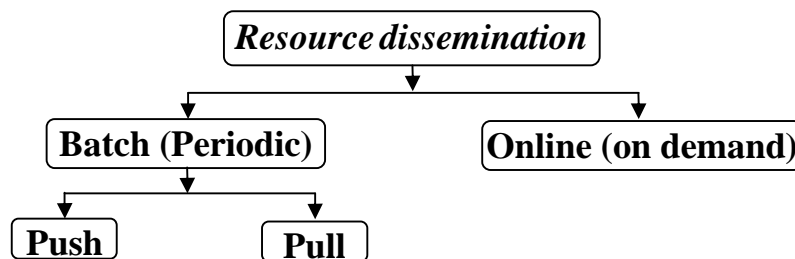 Resource dissemination
Batch (Periodic)
Online (on demand)
Push
Pull